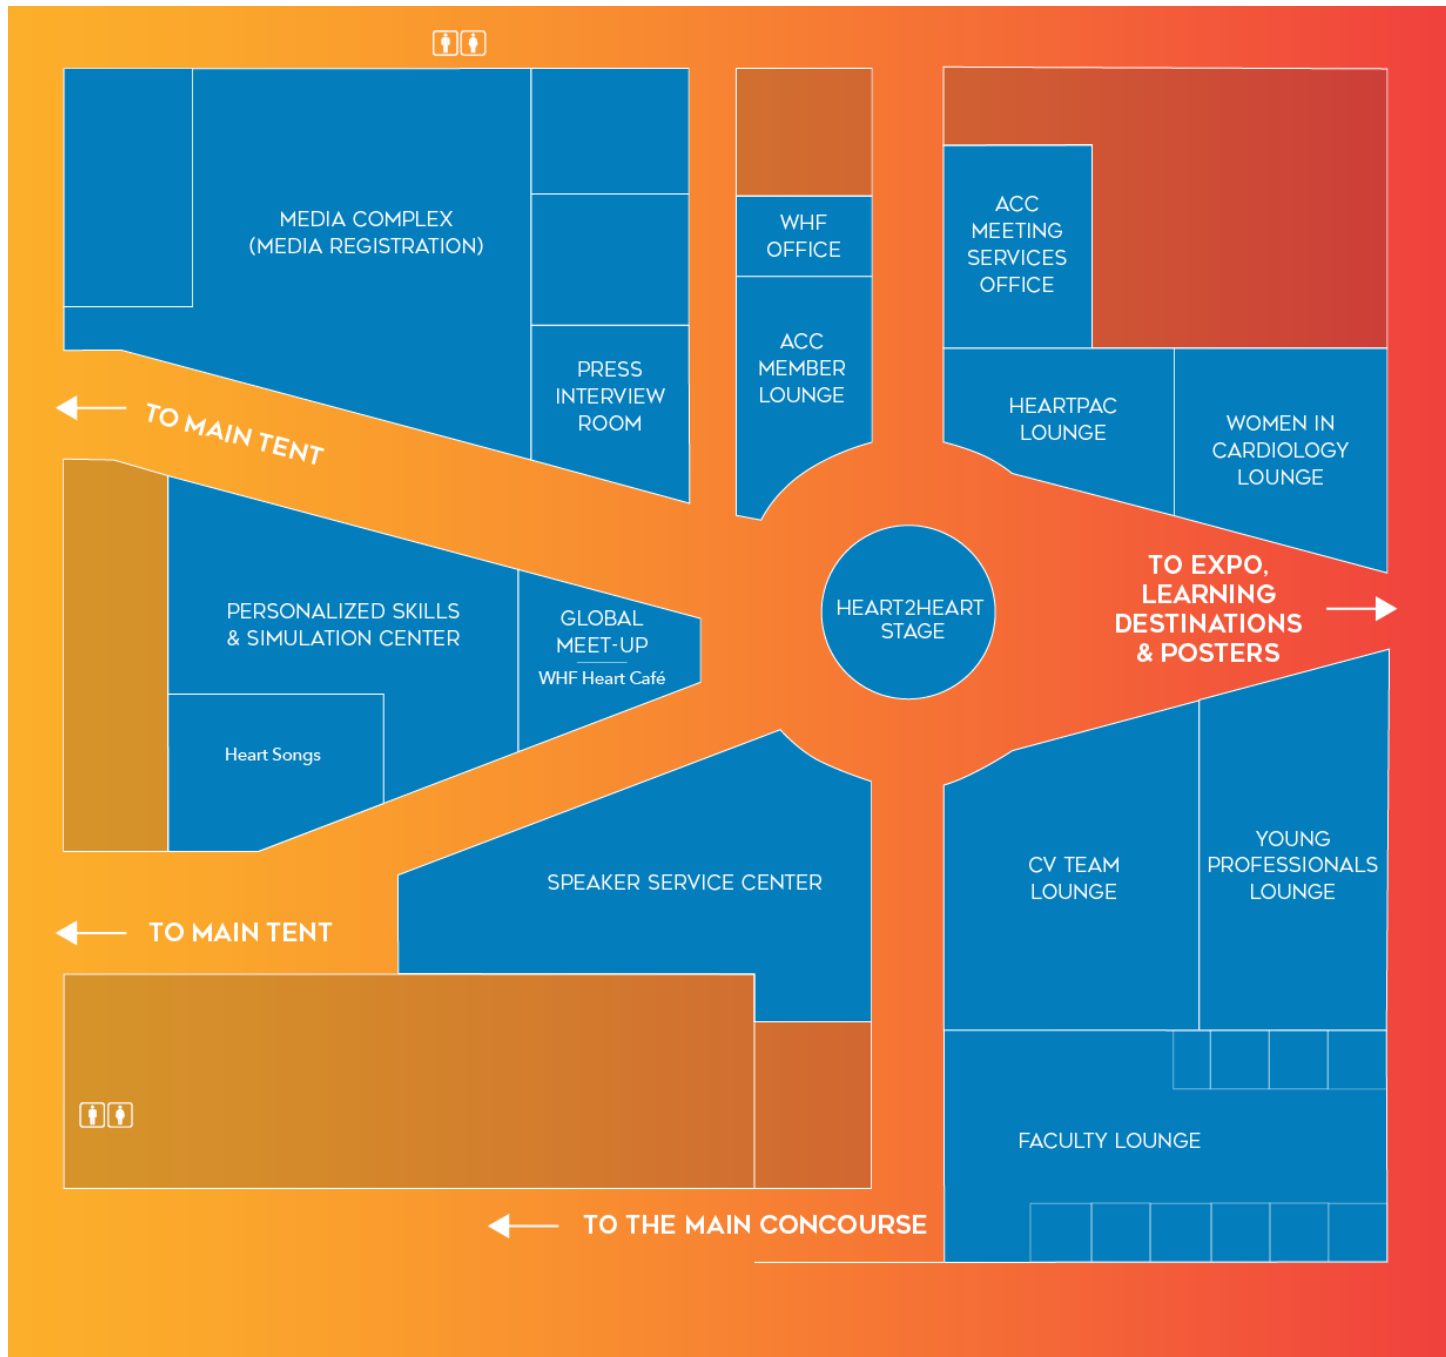 MEDIA COMPLEX
(MEDIA REGISTRATION)
PRESS
INTERVIEW
ROOM
WHF
OFFICE
ACC
MEMBER
LOUNGE
ACC
MEETING
SERVICES
OFFICE
HEARTPAC
LOUNGE
WOMEN IN
CARDIOLOGY
LOUNGE
TO MAIN TENT
PERSONALIZED SKILLS
& SIMULATION CENTER
GLOBAL
MEET-UP
WHF Heart Café
Heart Songs
HEART2HEART
STAGE
TO EXPO,
LEARNING
DESTINATIONS
& POSTERS
SPEAKER SERVICE CENTER
CV TEAM
LOUNGE
YOUNG
PROFESSIONALS
LOUNGE
TO MAIN TENT
FACULTY LOUNGE
TO THE MAIN CONCOURSE